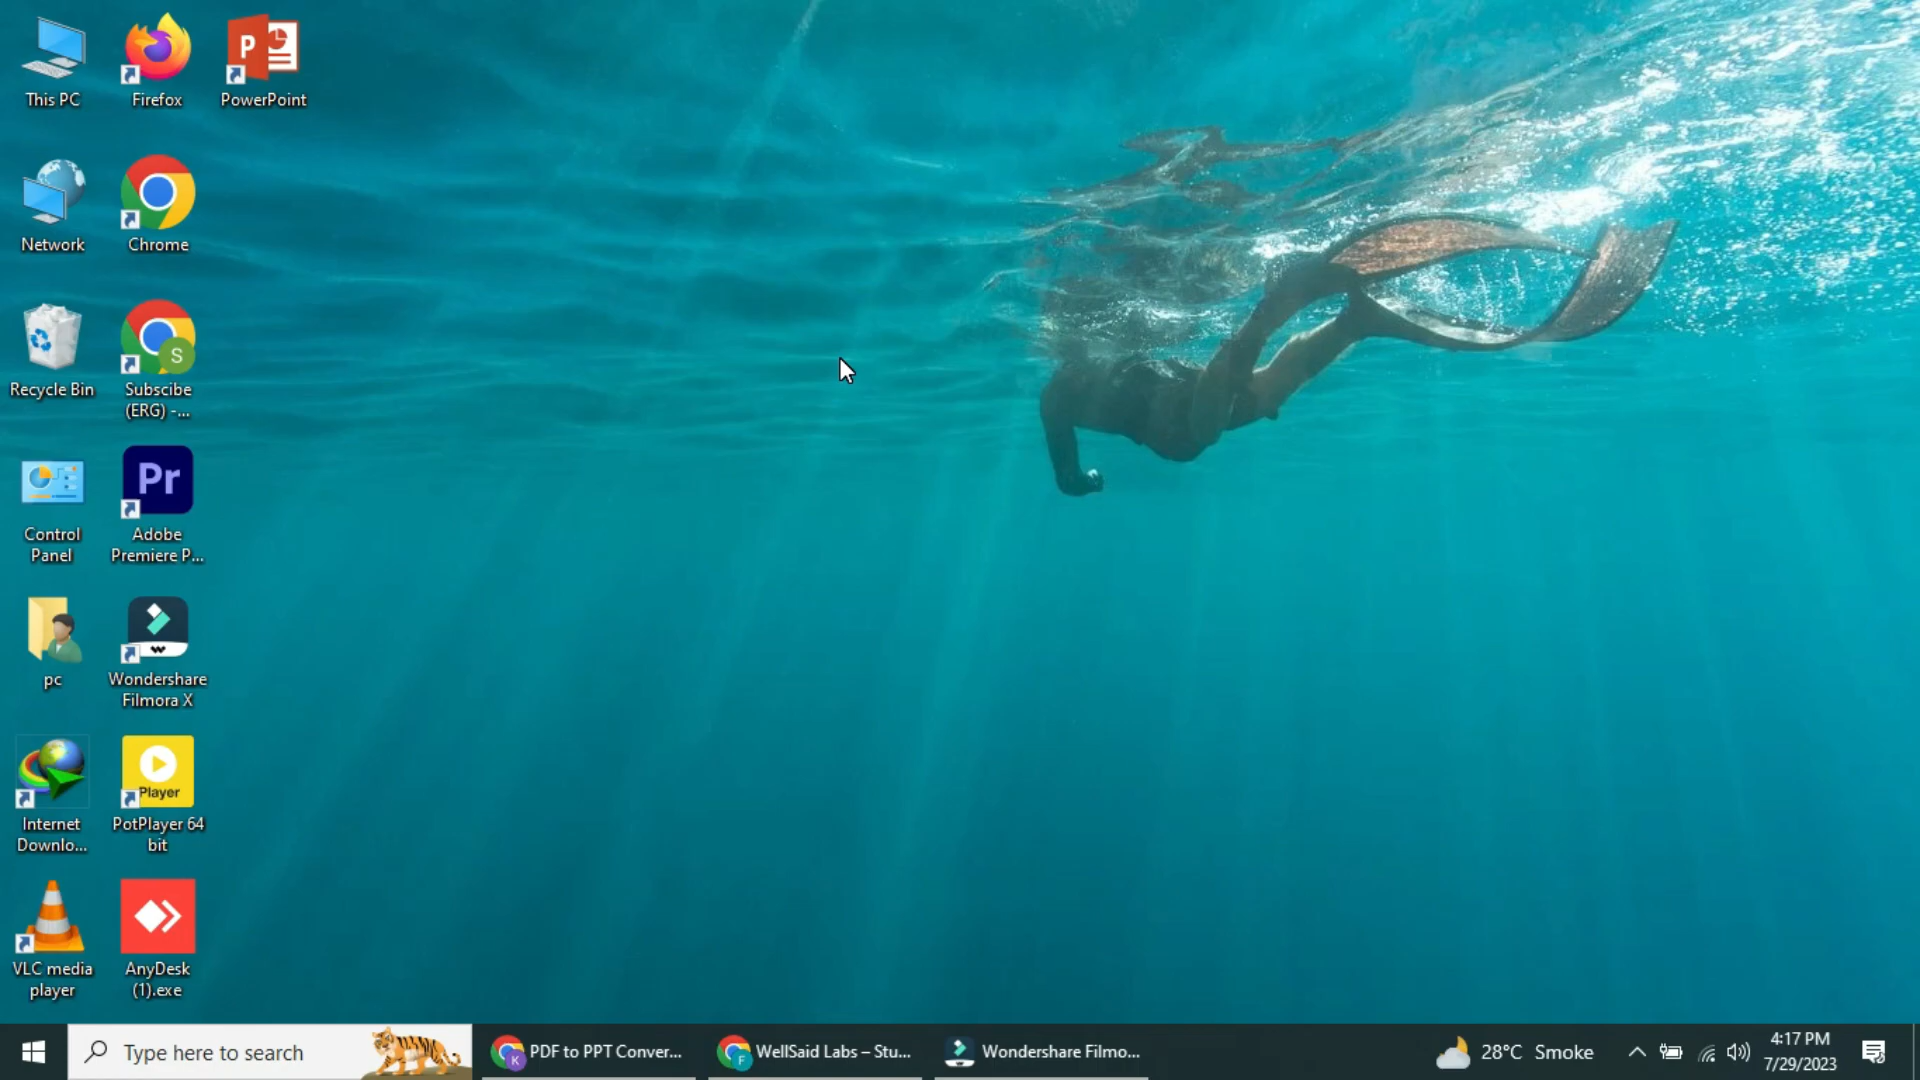 This PC
Firefox
P
PowerPoint
Network
Chrome
Recycle Bin
S
Subscibe
(ERG) -...
Control
Panel
Pr
Adobe
Premiere P...
pc
Wondershare
Filmora X
Internet
Downlo...
Player
PotPlayer 64
bit
VLC media
player
AnyDesk
(1).exe
Type here to search
K
PDF to PPT Conver...
F
WellSaid Labs – Stu...
Wondershare Filmo...
28°C Smoke
4:17 PM
7/29/2023